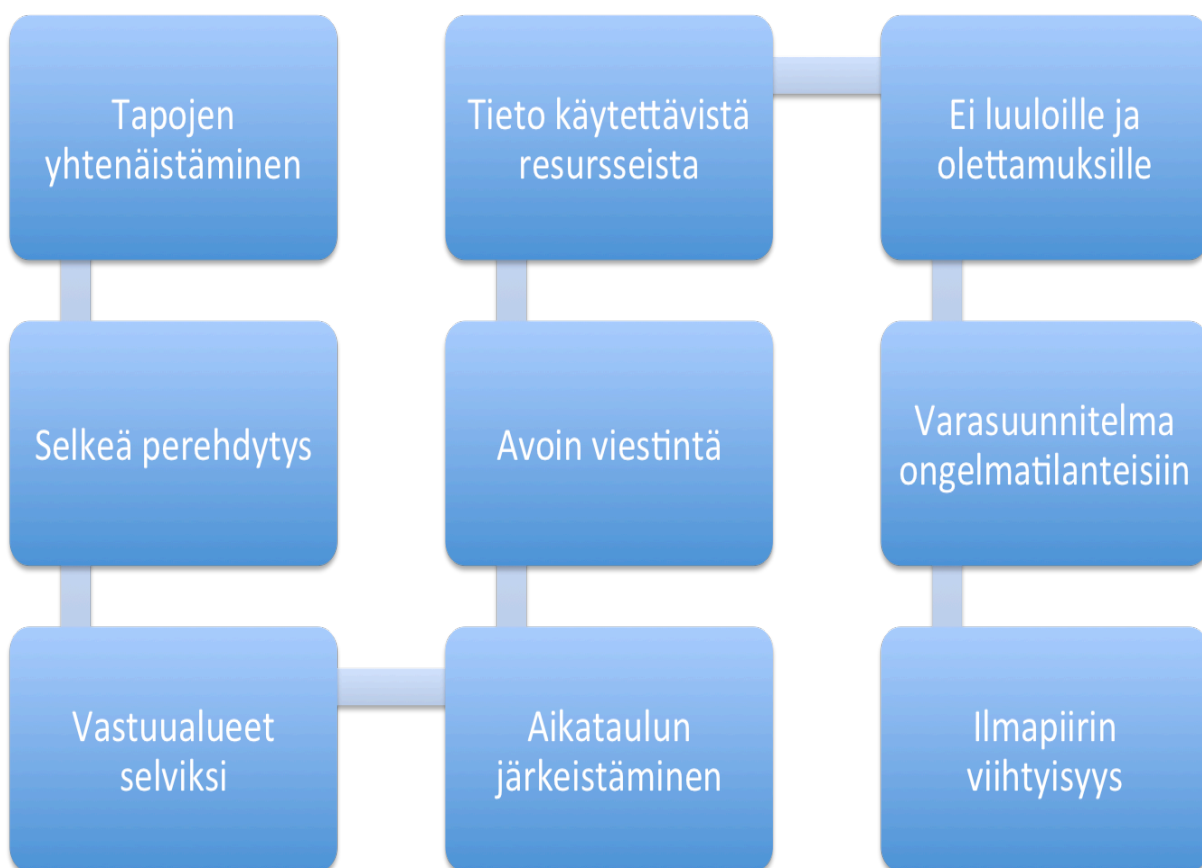 Tapojen
yhtenäistäminen
Selkeä perehdytys
Vastuualueet
selviksi
Aikataulun
järkeistäminen
Avoin viestintä
Tieto käytettävistä
resursseista
Ei luuloille ja
olettamuksille
Varasuunnitelma
ongelmatilanteisiin
Ilmapiirin
viihtyisyys